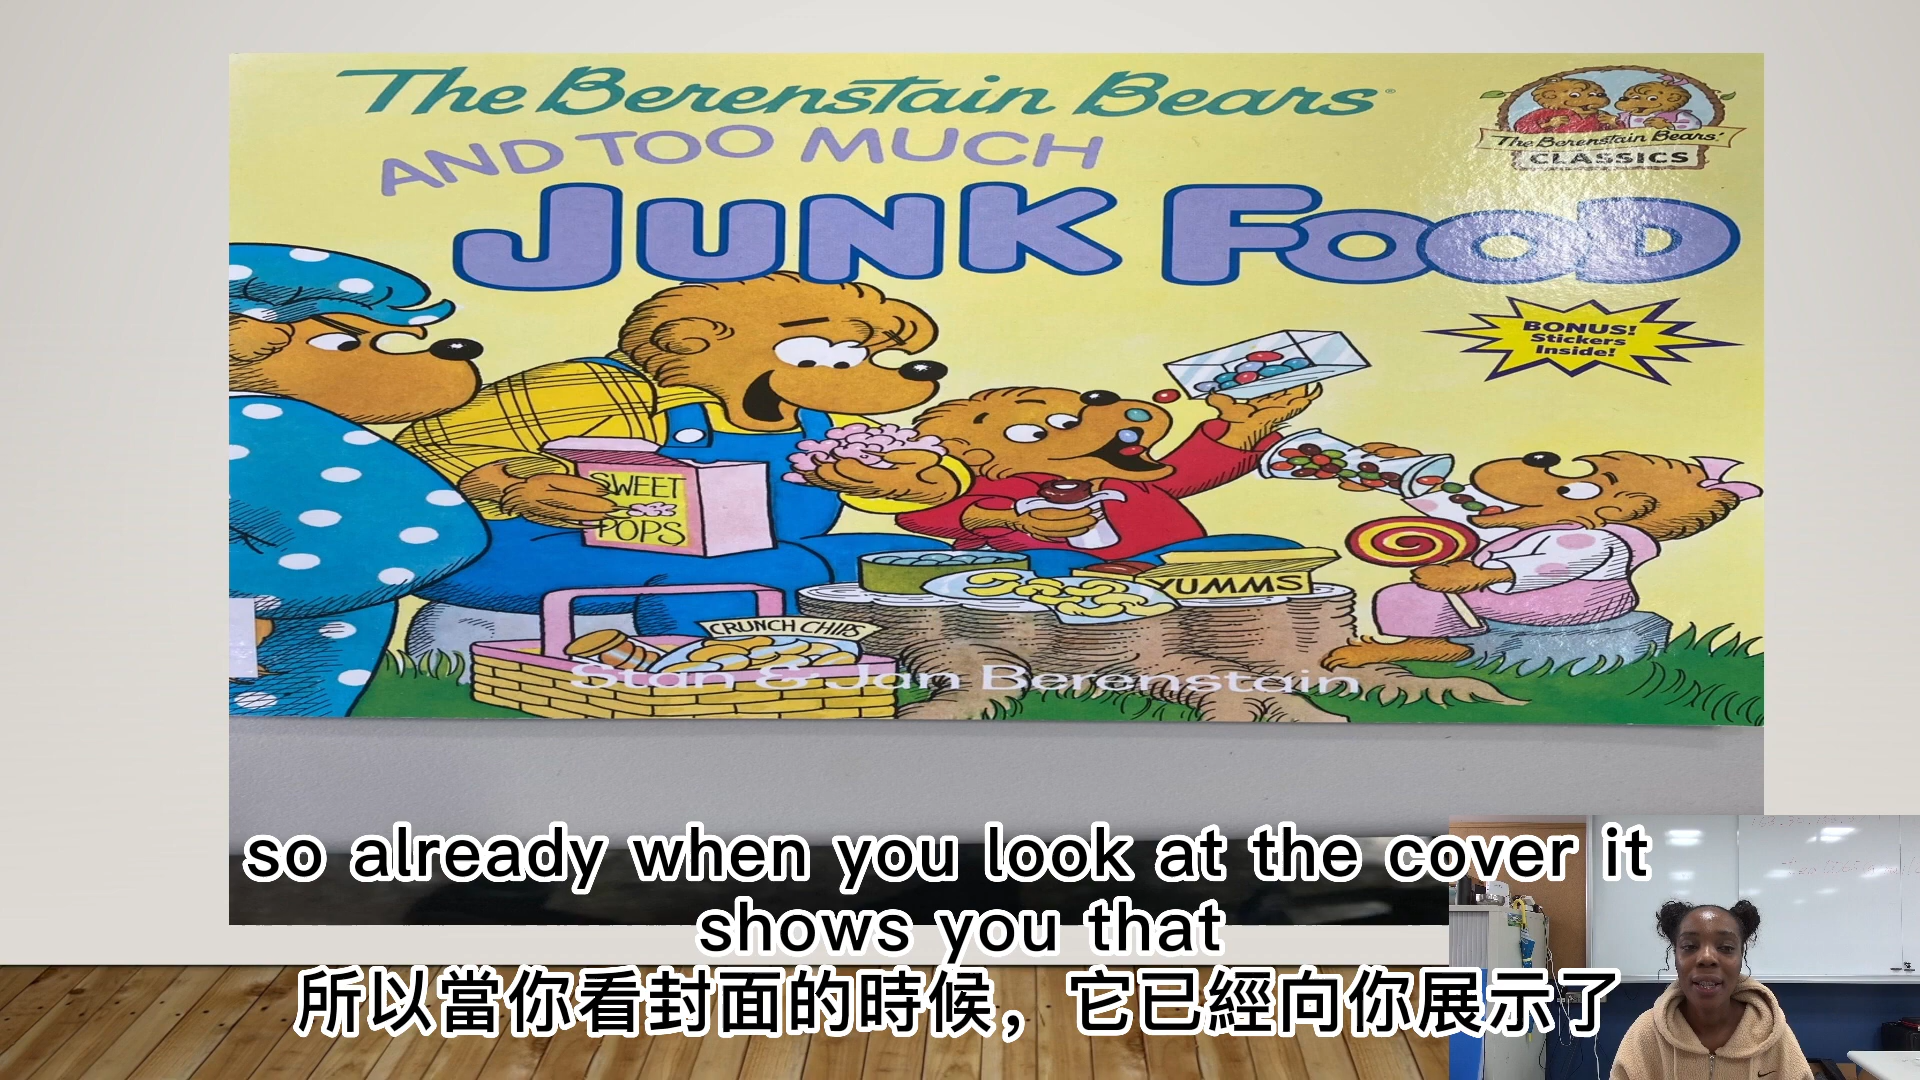 The Berenstain Bears®
AND TOO MUCH
JUNK FOOD
The Berenstain Bears'
CLASSICS
BONUS!
Stickers
Inside!
SWEET
POPS
YUMMS
CRUNCH CHIPS
Stan & Jan Berenstain
so already when you look at the cover it
shows you that
所以當你看封面的時候，它已經向你展示了